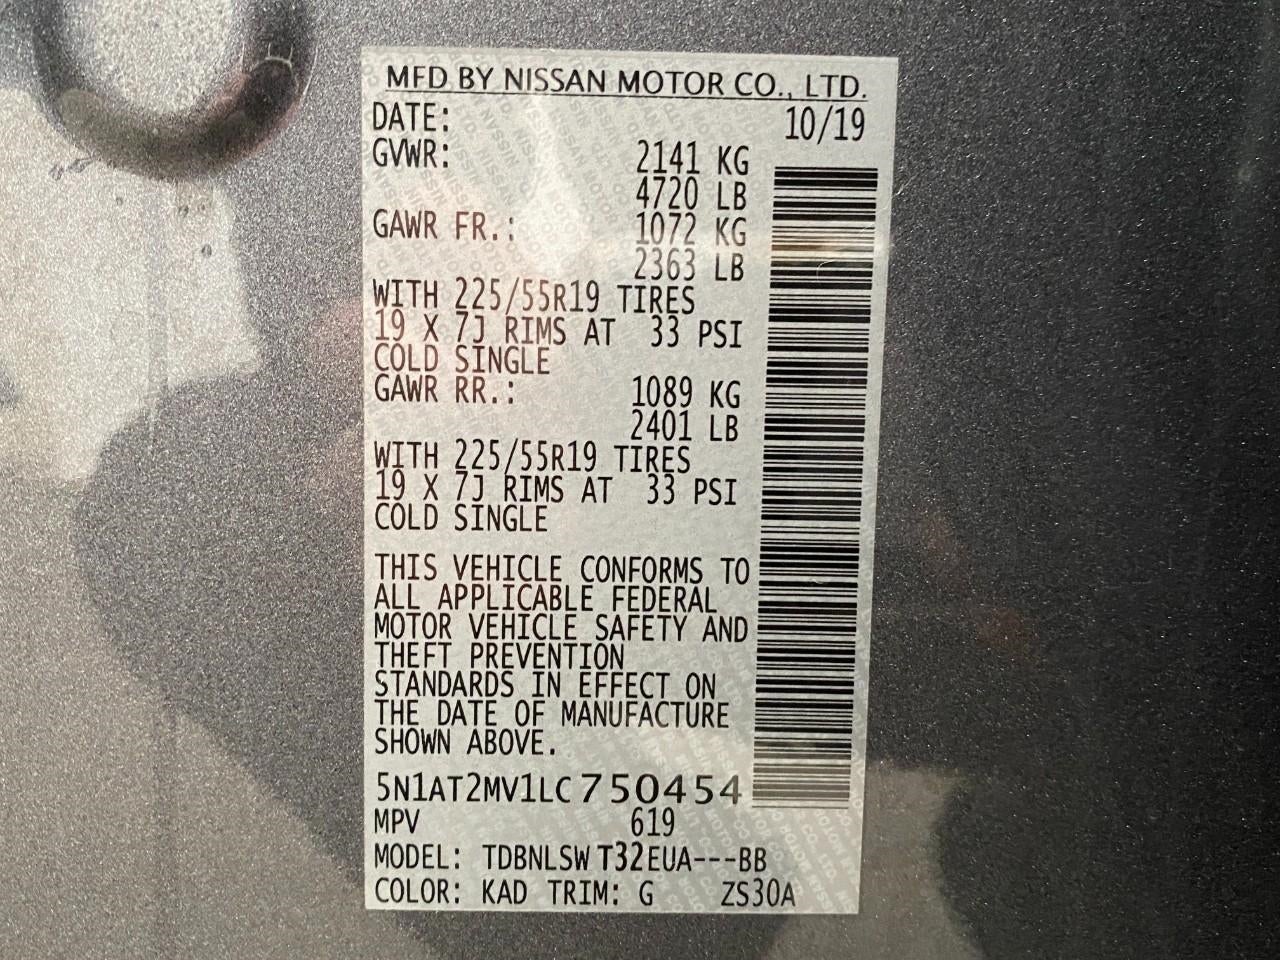 MFD BY NISSAN MOTOR CO., LTD.
DATE: 10/19
GVWR: 2141 KG
4720 LB
GAWR FR.: 1072 KG
2363 LB
WITH 225/55R19 TIRES
19 X 7J RIMS AT 33 PSI
COLD SINGLE
GAWR RR.: 1089 KG
2401 LB
WITH 225/55R19 TIRES
19 X 7J RIMS AT 33 PSI
COLD SINGLE
THIS VEHICLE CONFORMS TO
ALL APPLICABLE FEDERAL
MOTOR VEHICLE SAFETY AND
THEFT PREVENTION
STANDARDS IN EFFECT ON
THE DATE OF MANUFACTURE
SHOWN ABOVE.
5N1AT2MV1LC750454
MPV 619
MODEL: TDBNLSWT32EUA---BB
COLOR: KAD TRIM: G ZS30A